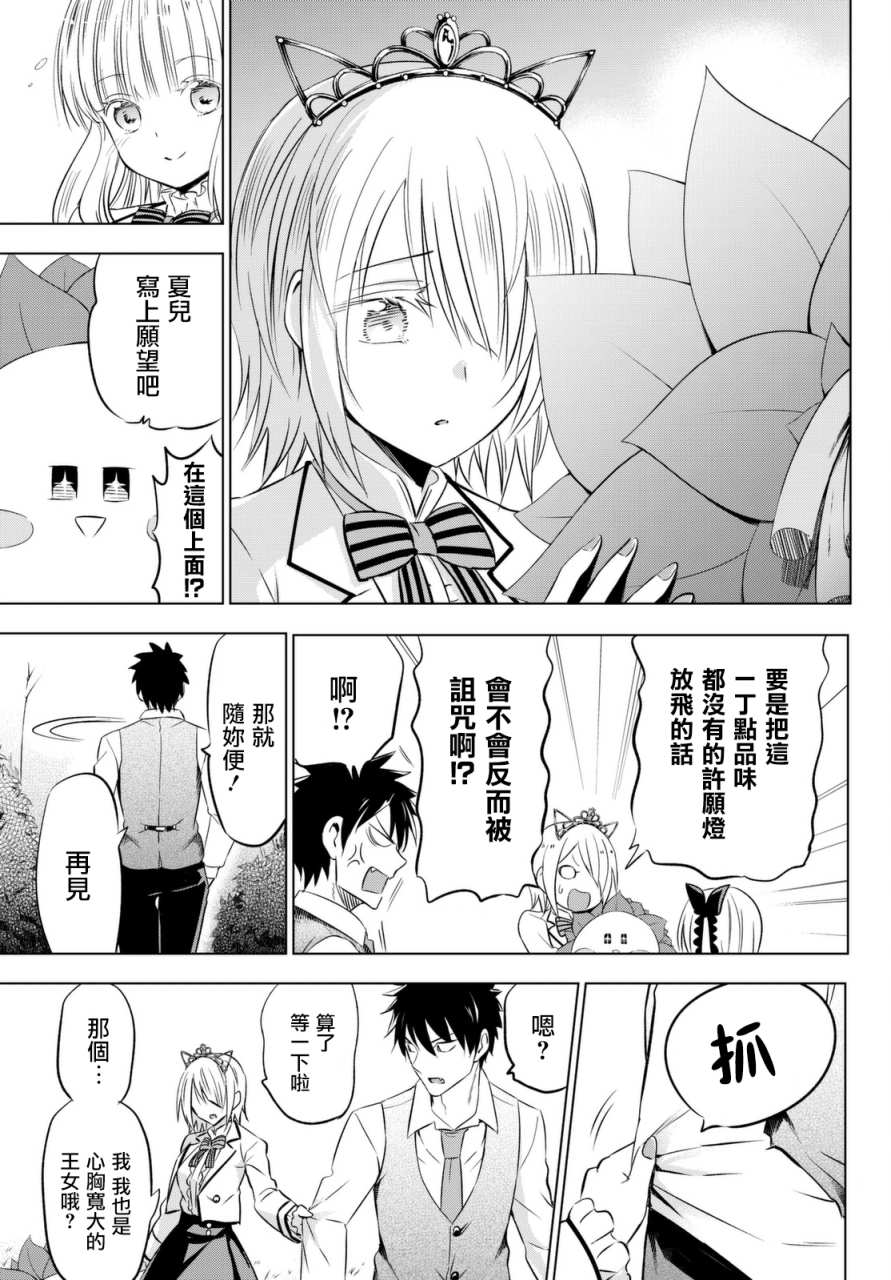 夏兒
寫上願望吧
在這個上面!?
要是把這
一丁點品味
都沒有的許願燈
放飛的話
會不會反而被
詛咒啊!?
啊!?
那就
隨妳便！
再見
抓
嗯？
算了
等一下啦
那個…
我 我也是
心胸寬大的
王女哦？